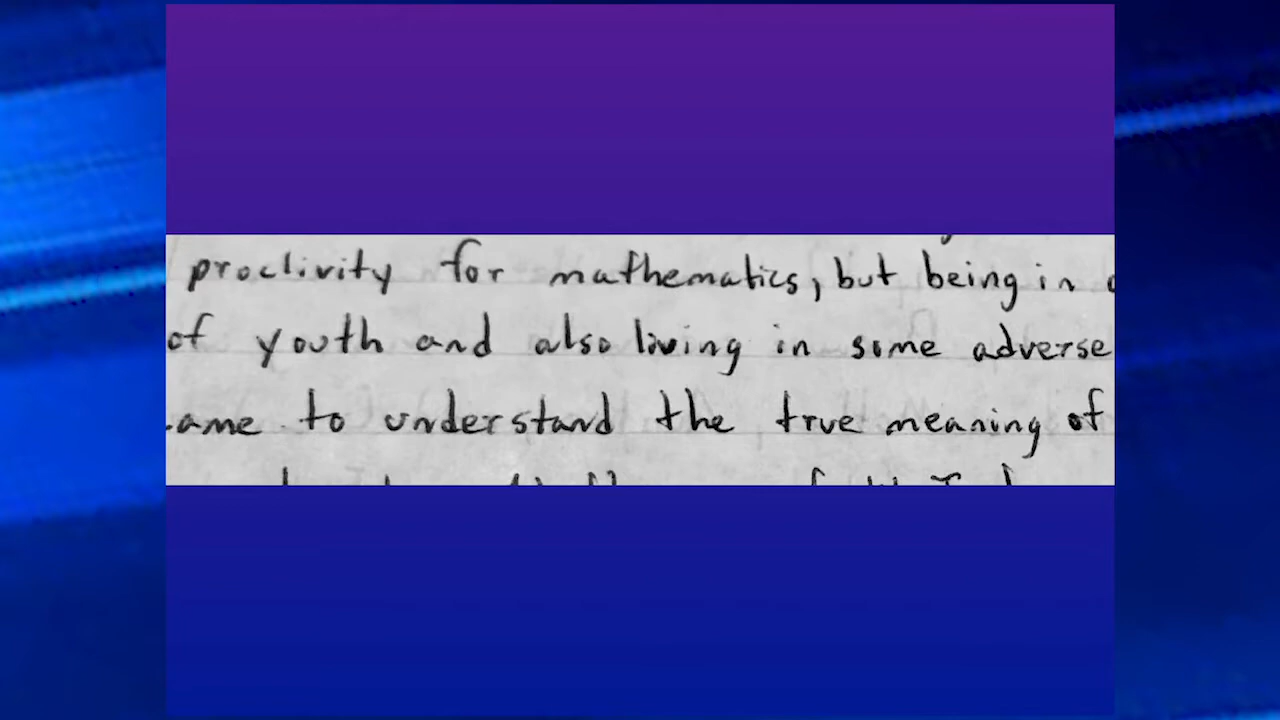 proclivity for mathematics, but being in
of youth and also living in some adverse
ame to understand the true meaning of